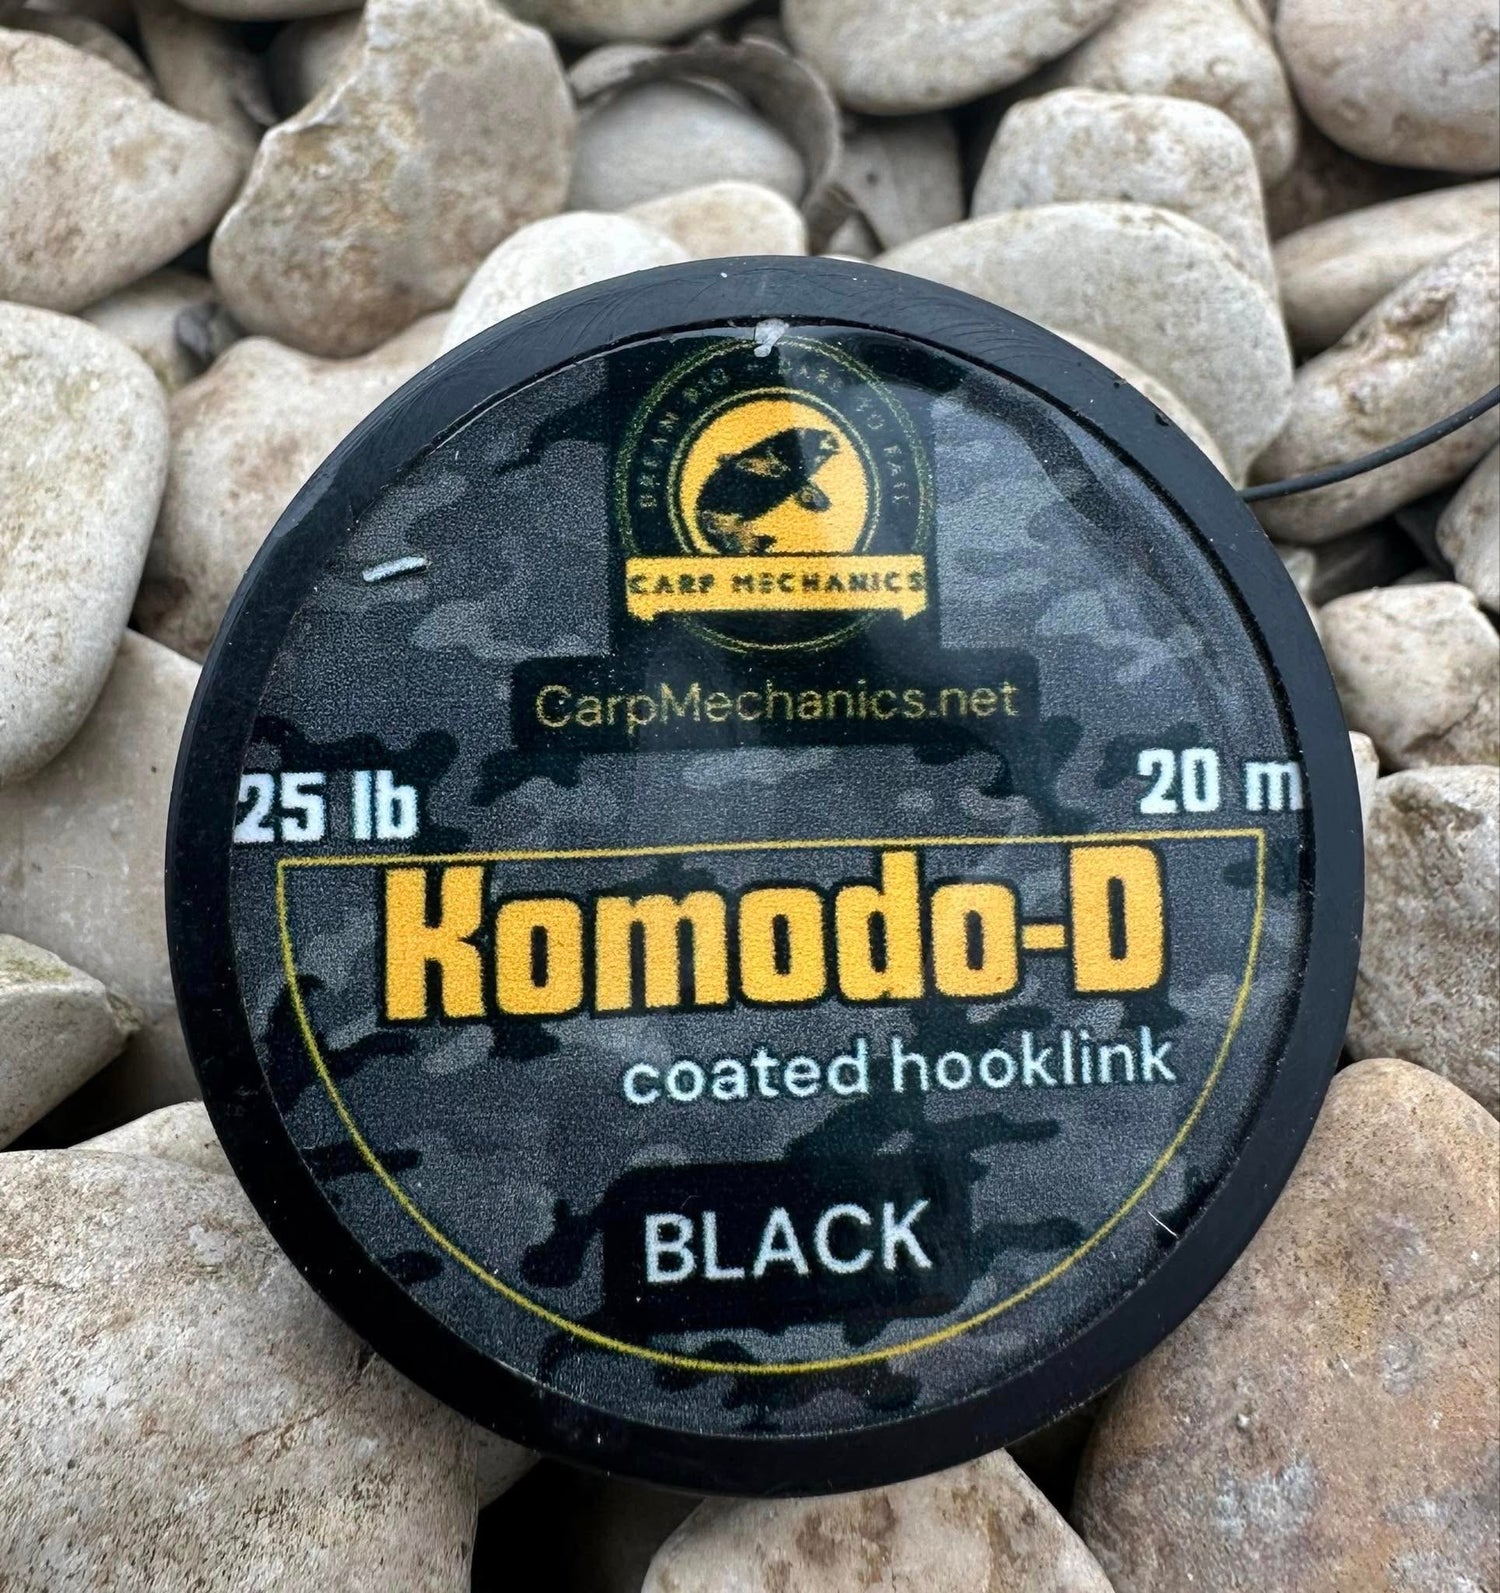 CARP MECHANICS
CarpMechanics.net
25 lb
20 m
Komodo-D
coated hooklink
BLACK